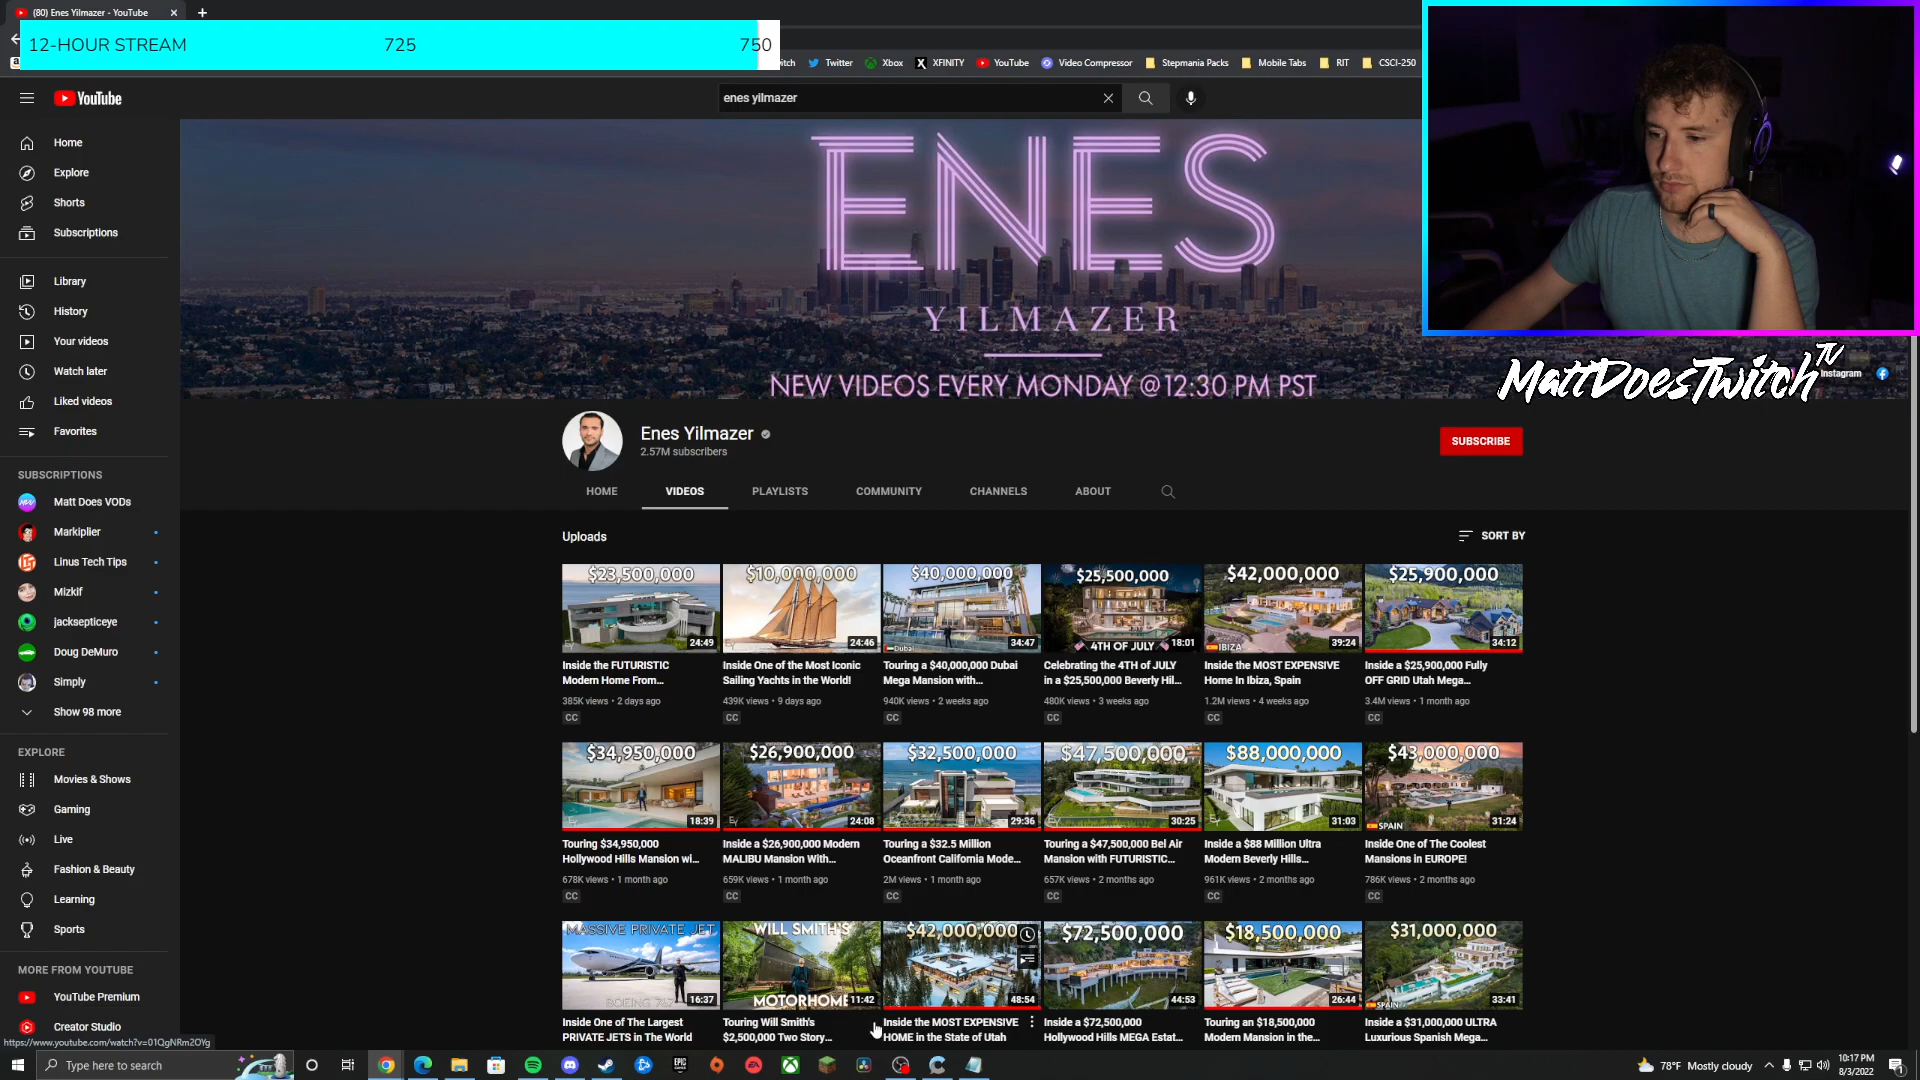 (80) Enes Yilmazer - YouTube
12-HOUR STREAM 725 750
Twitter Xbox XFINITY YouTube Video Compressor Stepmania Packs Mobile Tabs RIT CSCI-250
YouTube
enes yilmazer
Home
Explore
Shorts
Subscriptions
Library
History
Your videos
Watch later
Liked videos
Favorites
SUBSCRIPTIONS
Matt Does VODs
Markiplier
Linus Tech Tips
Mizkif
jacksepticeye
Doug DeMuro
Simply
Show 98 more
EXPLORE
Movies & Shows
Gaming
Live
Fashion & Beauty
Learning
Sports
MORE FROM YOUTUBE
YouTube Premium
Creator Studio
https://www.youtube.com/watch?v=01QgNRm2OYg
ENES
YILMAZER
NEW VIDEOS EVERY MONDAY @12:30 PM PST
MattDoesTwitch TV
Instagram
Enes Yilmazer
2.57M subscribers
SUBSCRIBE
HOME VIDEOS PLAYLISTS COMMUNITY CHANNELS ABOUT
Uploads
SORT BY
$23,500,000
24:49
Inside the FUTURISTIC
Modern Home From...
385K views • 2 days ago
CC
$10,000,000
24:46
Inside One of the Most Iconic
Sailing Yachts in the World!
439K views • 9 days ago
CC
$40,000,000
Dubai
34:47
Touring a $40,000,000 Dubai
Mega Mansion with...
940K views • 2 weeks ago
CC
$25,500,000
4TH OF JULY
18:01
Celebrating the 4TH of JULY
in a $25,500,000 Beverly Hil...
480K views • 3 weeks ago
CC
$42,000,000
IBIZA
39:24
Inside the MOST EXPENSIVE
Home In Ibiza, Spain
1.2M views • 4 weeks ago
CC
$25,900,000
34:12
Inside a $25,900,000 Fully
OFF GRID Utah Mega...
3.4M views • 1 month ago
CC
$34,950,000
EY
18:39
Touring $34,950,000
Hollywood Hills Mansion wi...
678K views • 1 month ago
CC
$26,900,000
EY
24:08
Inside a $26,900,000 Modern
MALIBU Mansion With...
659K views • 1 month ago
CC
$32,500,000
EY
29:36
Touring a $32.5 Million
Oceanfront California Mode...
2M views • 1 month ago
CC
$47,500,000
30:25
Touring a $47,500,000 Bel Air
Mansion with FUTURISTIC...
657K views • 2 months ago
CC
$88,000,000
EY
31:03
Inside a $88 Million Ultra
Modern Beverly Hills...
961K views • 2 months ago
CC
$43,000,000
SPAIN
31:24
Inside One of The Coolest
Mansions in EUROPE!
786K views • 2 months ago
CC
MASSIVE PRIVATE JET
BOEING 767
16:37
Inside One of The Largest
PRIVATE JETS in The World
WILL SMITH'S
MOTORHOME
11:42
Touring Will Smith's
$2,500,000 Two Story...
$42,000,000
48:54
Inside the MOST EXPENSIVE
HOME in the State of Utah
$72,500,000
44:53
Inside a $72,500,000
Hollywood Hills MEGA Estat...
$18,500,000
26:44
Touring an $18,500,000
Modern Mansion in the...
$31,000,000
SPAIN
33:41
Inside a $31,000,000 ULTRA
Luxurious Spanish Mega...
Type here to search
EPIC GAMES
EA
78°F Mostly cloudy
10:17 PM
8/3/2022